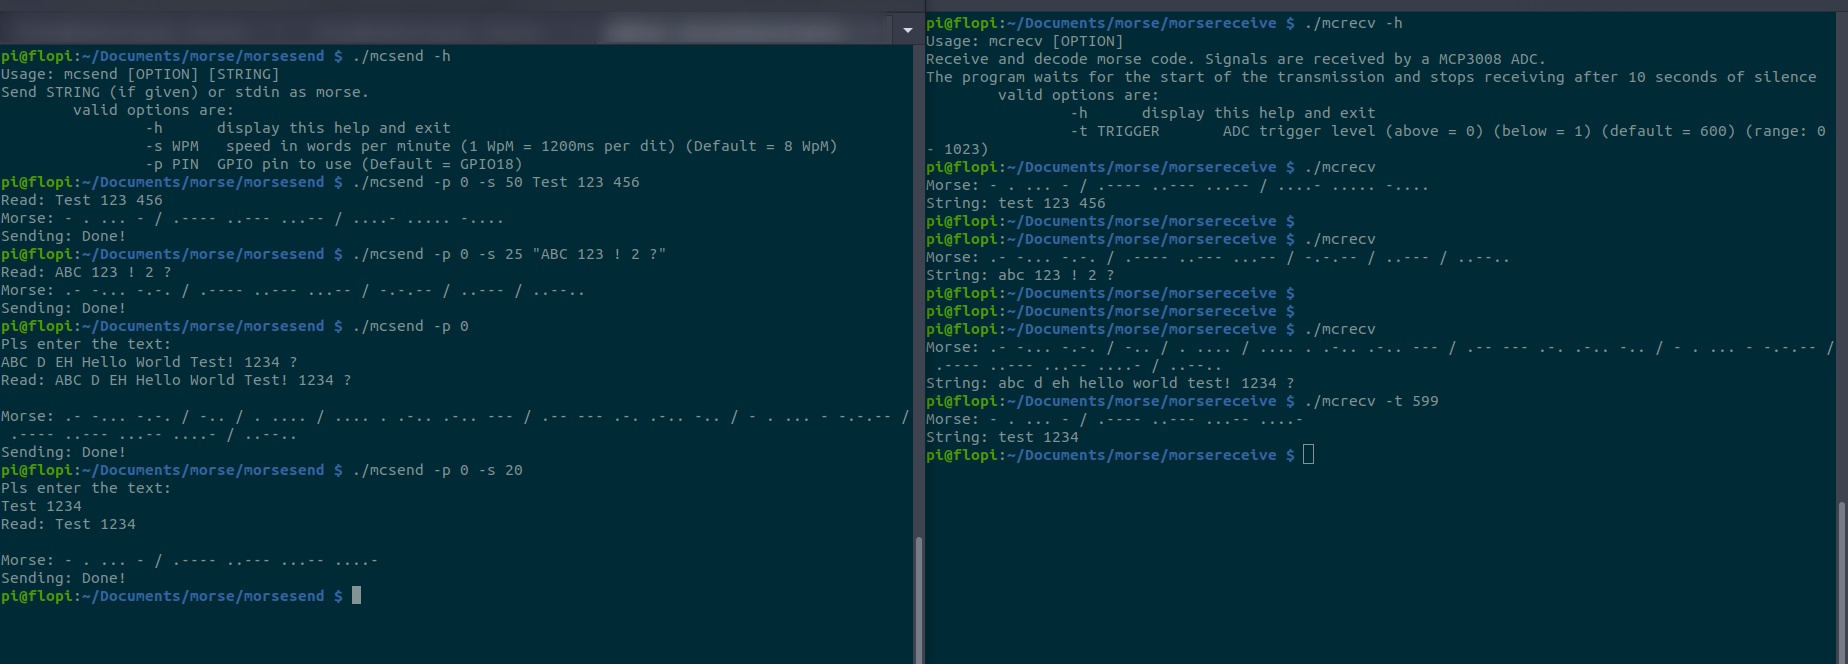 pi@flopi:~/Documents/morse/morsesend $ ./mcsend -h
Usage: mcsend [OPTION] [STRING]
Send STRING (if given) or stdin as morse.
valid options are:
-h display this help and exit
-s WPM speed in words per minute (1 WpM = 1200ms per dit) (Default = 8 WpM)
-p PIN GPIO pin to use (Default = GPIO18)
pi@flopi:~/Documents/morse/morsesend $ ./mcsend -p 0 -s 50 Test 123 456
Read: Test 123 456
Morse: - . ... - / .---- ..--- ...-- / ....- ..... -....
Sending: Done!
pi@flopi:~/Documents/morse/morsesend $ ./mcsend -p 0 -s 25 "ABC 123 ! 2 ?"
Read: ABC 123 ! 2 ?
Morse: .- -... -.-. / .---- ..--- ...-- / -.-.-- / ..--- / ..--..
Sending: Done!
pi@flopi:~/Documents/morse/morsesend $ ./mcsend -p 0
Pls enter the text:
ABC D EH Hello World Test! 1234 ?
Read: ABC D EH Hello World Test! 1234 ?
Morse: .- -... -.-. / -.. / . .... / .... . .-.. .-.. --- / .-- --- .-. .-.. -.. / - . ... - -.-.-- /
.---- ..--- ...-- ....- / ..--..
Sending: Done!
pi@flopi:~/Documents/morse/morsesend $ ./mcsend -p 0 -s 20
Pls enter the text:
Test 1234
Read: Test 1234
Morse: - . ... - / .---- ..--- ...-- ....-
Sending: Done!
pi@flopi:~/Documents/morse/morsesend $
pi@flopi:~/Documents/morse/morsereceive $ ./mcrecv -h
Usage: mcrecv [OPTION]
Receive and decode morse code. Signals are received by a MCP3008 ADC.
The program waits for the start of the transmission and stops receiving after 10 seconds of silence
valid options are:
-h display this help and exit
-t TRIGGER ADC trigger level (above = 0) (below = 1) (default = 600) (range: 0
- 1023)
pi@flopi:~/Documents/morse/morsereceive $ ./mcrecv
Morse: - . ... - / .---- ..--- ...-- / ....- ..... -....
String: test 123 456
pi@flopi:~/Documents/morse/morsereceive $
pi@flopi:~/Documents/morse/morsereceive $ ./mcrecv
Morse: .- -... -.-. / .---- ..--- ...-- / -.-.-- / ..--- / ..--..
String: abc 123 ! 2 ?
pi@flopi:~/Documents/morse/morsereceive $
pi@flopi:~/Documents/morse/morsereceive $
pi@flopi:~/Documents/morse/morsereceive $ ./mcrecv
Morse: .- -... -.-. / -.. / . .... / .... . .-.. .-.. --- / .-- --- .-. .-.. -.. / - . ... - -.-.-- /
.---- ..--- ...-- ....- / ..--..
String: abc d eh hello world test! 1234 ?
pi@flopi:~/Documents/morse/morsereceive $ ./mcrecv -t 599
Morse: - . ... - / .---- ..--- ...-- ....-
String: test 1234
pi@flopi:~/Documents/morse/morsereceive $